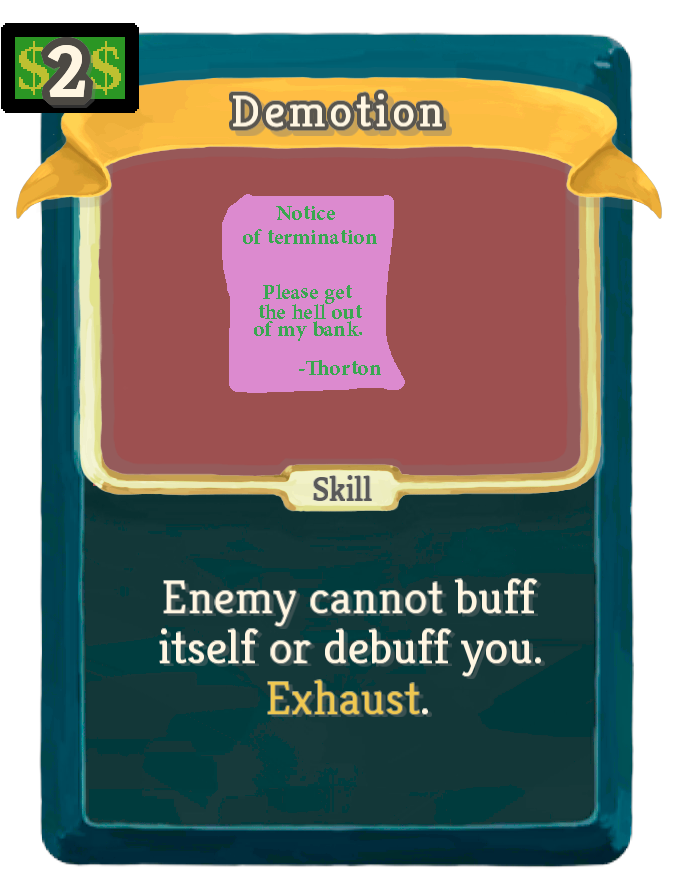 $2$
Demotion
Notice
of termination
Please get
the hell out
of my bank.
-Thorton
Skill
Enemy cannot buff
itself or debuff you.
Exhaust.